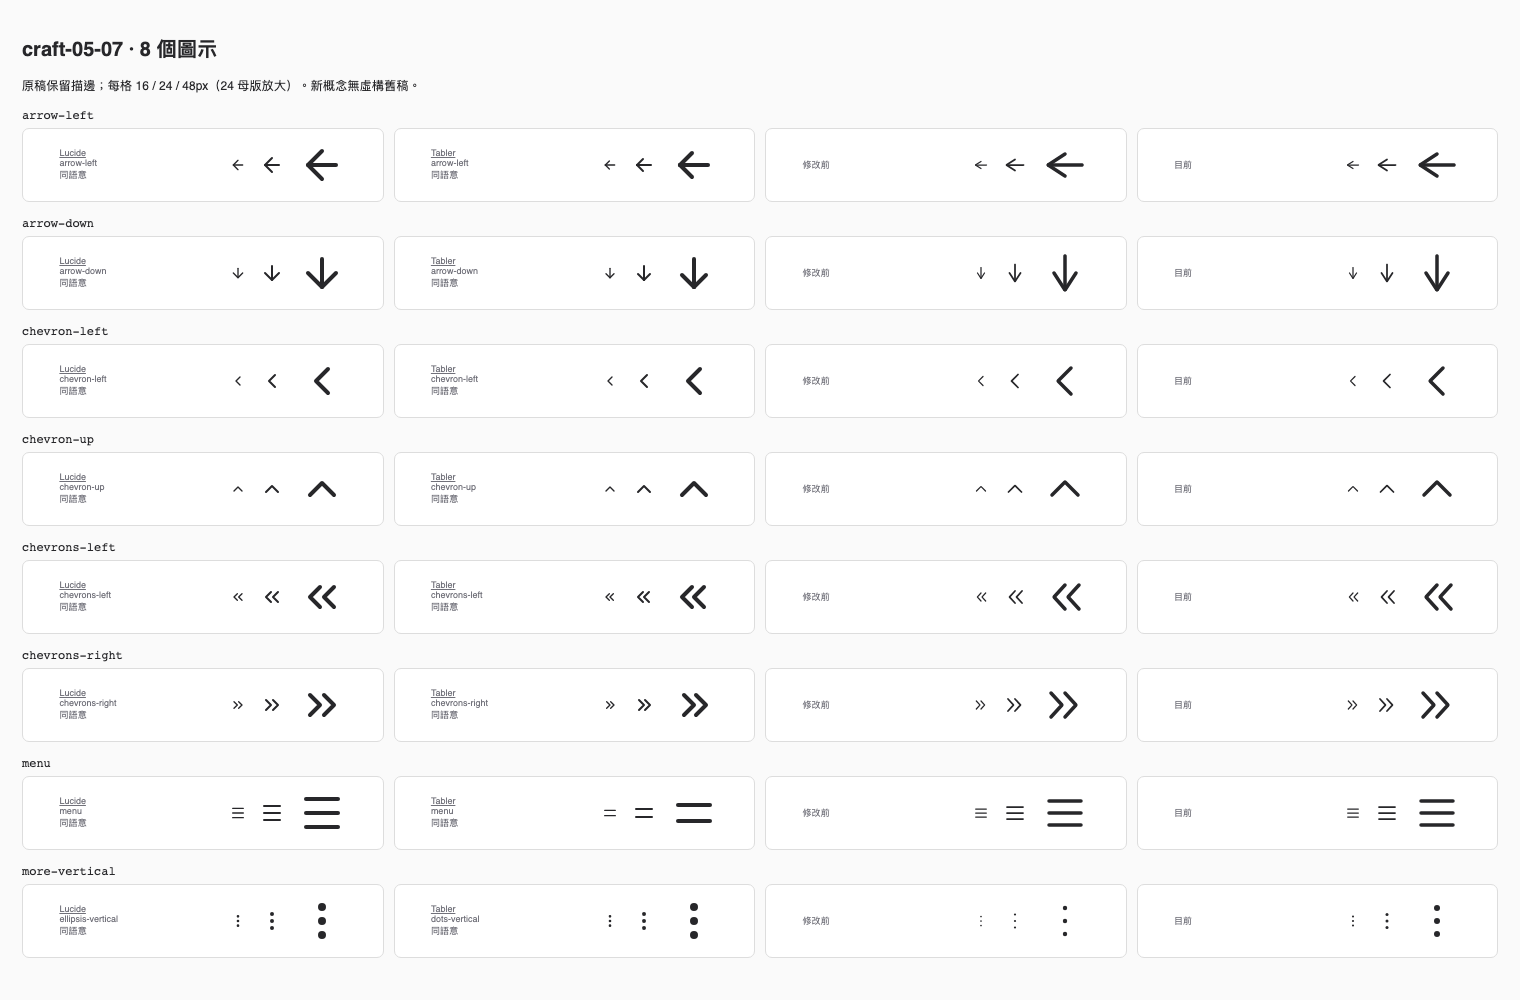 craft-05-07 · 8 個圖示
原稿保留描邊；每格 16 / 24 / 48px（24 母版放大）。新概念無虛構舊稿。
arrow-left
Lucide
arrow-left
同語意
Tabler
arrow-left
同語意
修改前
目前
arrow-down
Lucide
arrow-down
同語意
Tabler
arrow-down
同語意
修改前
目前
chevron-left
Lucide
chevron-left
同語意
Tabler
chevron-left
同語意
修改前
目前
chevron-up
Lucide
chevron-up
同語意
Tabler
chevron-up
同語意
修改前
目前
chevrons-left
Lucide
chevrons-left
同語意
Tabler
chevrons-left
同語意
修改前
目前
chevrons-right
Lucide
chevrons-right
同語意
Tabler
chevrons-right
同語意
修改前
目前
menu
Lucide
menu
同語意
Tabler
menu
同語意
修改前
目前
more-vertical
Lucide
ellipsis-vertical
同語意
Tabler
dots-vertical
同語意
修改前
目前